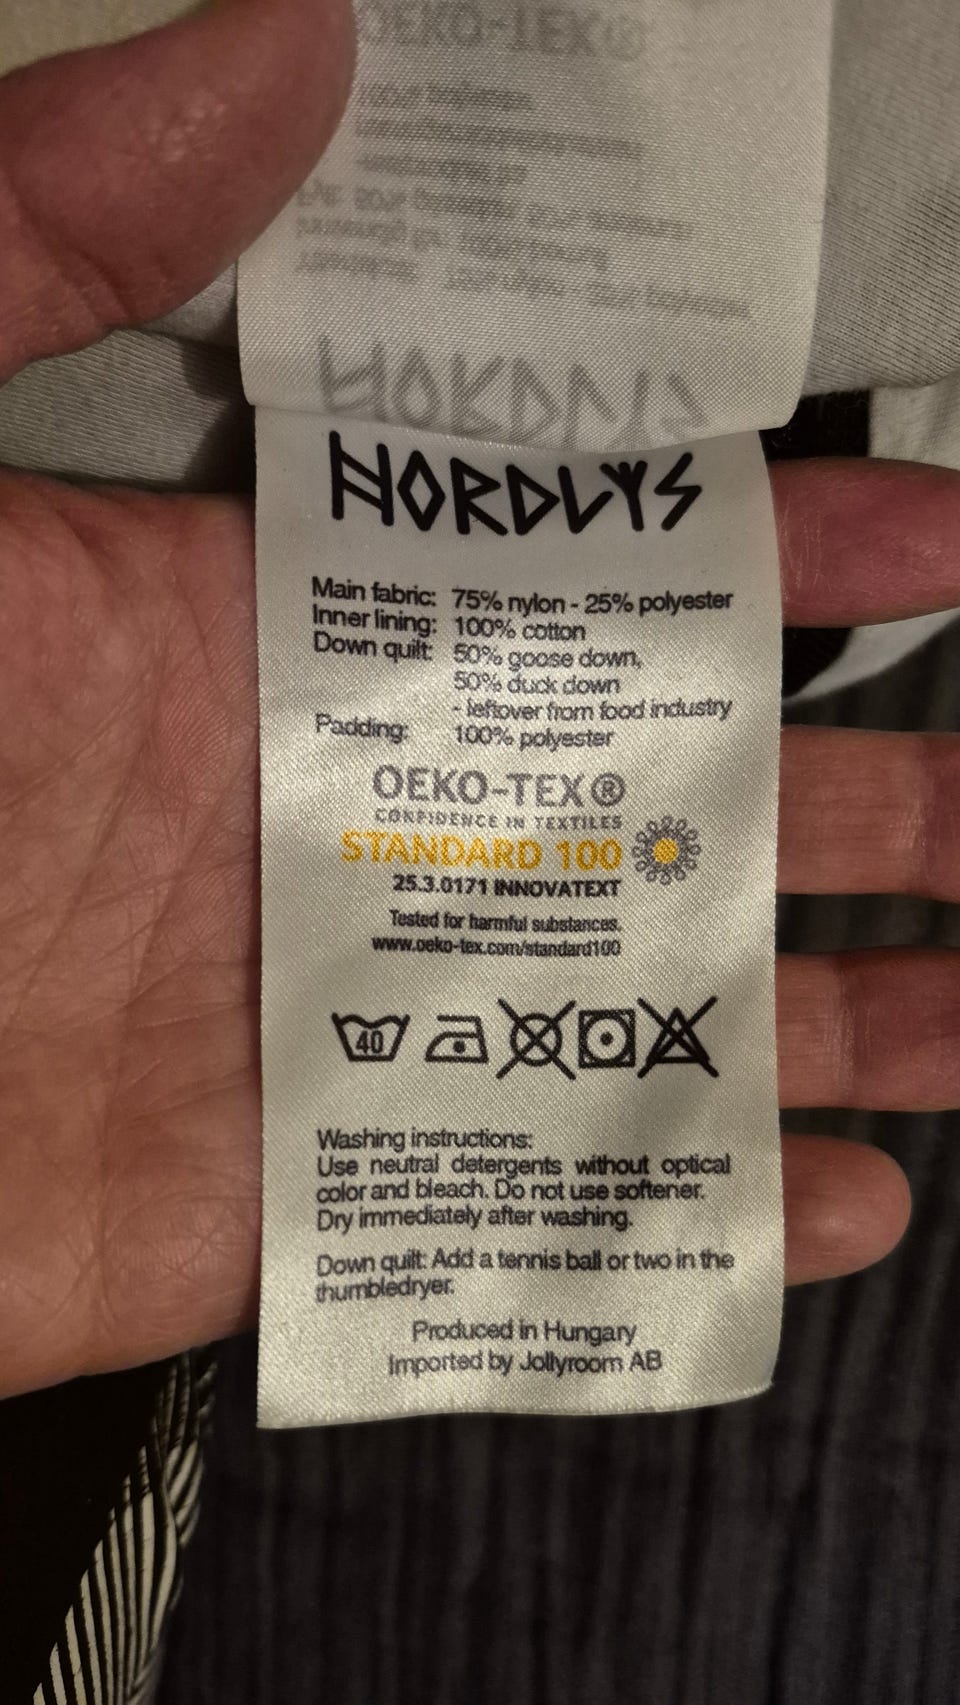 NORDLYS
Main fabric: 75% nylon - 25% polyester
Inner lining: 100% cotton
Down quilt: 50% goose down,
50% duck down
- leftover from food industry
Padding: 100% polyester
OEKO-TEX®
CONFIDENCE IN TEXTILES
STANDARD 100
25.3.0171 INNOVATEXT
Tested for harmful substances.
www.oeko-tex.com/standard100
40
Washing instructions:
Use neutral detergents without optical
color and bleach. Do not use softener.
Dry immediately after washing.
Down quilt: Add a tennis ball or two in the
thumbledryer.
Produced in Hungary
Imported by Jollyroom AB